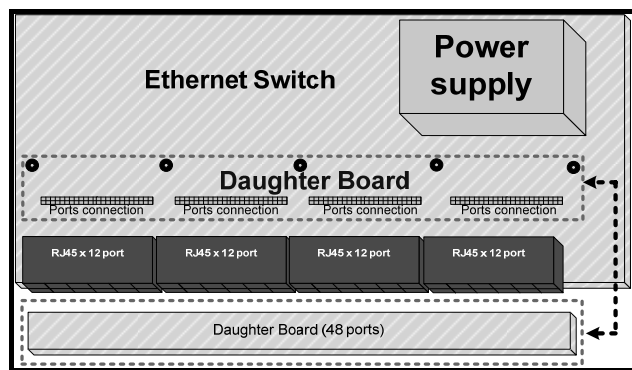 Power
supply
Ethernet Switch
Daughter Board
Ports connection Ports connection Ports connection Ports connection
RJ45 x 12 port RJ45 x 12 port RJ45 x 12 port RJ45 x 12 port
Daughter Board (48 ports)